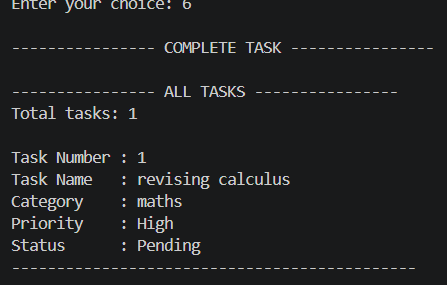 Enter your choice: 6
---------------- COMPLETE TASK ----------------
---------------- ALL TASKS ----------------
Total tasks: 1
Task Number : 1
Task Name   : revising calculus
Category    : maths
Priority    : High
Status      : Pending
---------------------------------------------